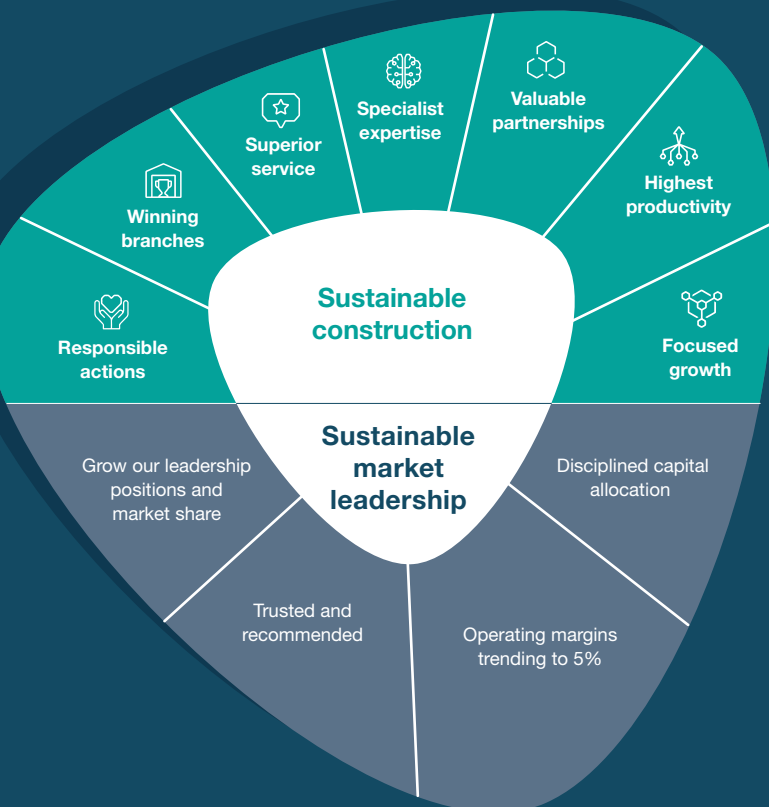 Responsible
actions
Winning
branches
Superior
service
Specialist
expertise
Valuable
partnerships
Highest
productivity
Focused
growth
Sustainable
construction
Sustainable
market
leadership
Grow our leadership
positions and
market share
Trusted and
recommended
Operating margins
trending to 5%
Disciplined capital
allocation